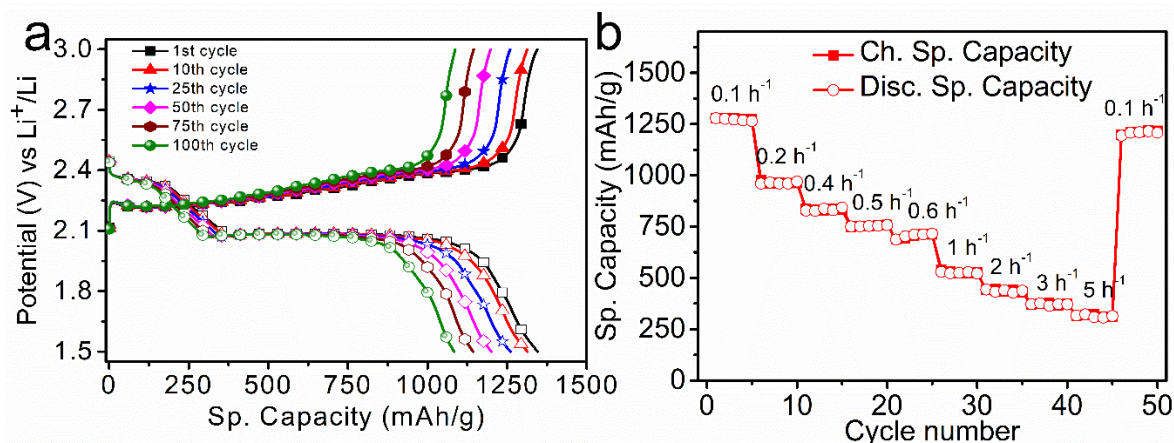 a
3.0
2.7
2.4
2.1
1.8
1.5
Potential (V) vs Li⁺/Li
1st cycle
10th cycle
25th cycle
50th cycle
75th cycle
100th cycle
0 250 500 750 1000 1250 1500
Sp. Capacity (mAh/g)
b
1500
1250
1000
750
500
250
0
Sp. Capacity (mAh/g)
Ch. Sp. Capacity
Disc. Sp. Capacity
0.1 h⁻¹
0.2 h⁻¹
0.4 h⁻¹
0.5 h⁻¹
0.6 h⁻¹
1 h⁻¹
2 h⁻¹
3 h⁻¹
5 h⁻¹
0.1 h⁻¹
0 10 20 30 40 50
Cycle number